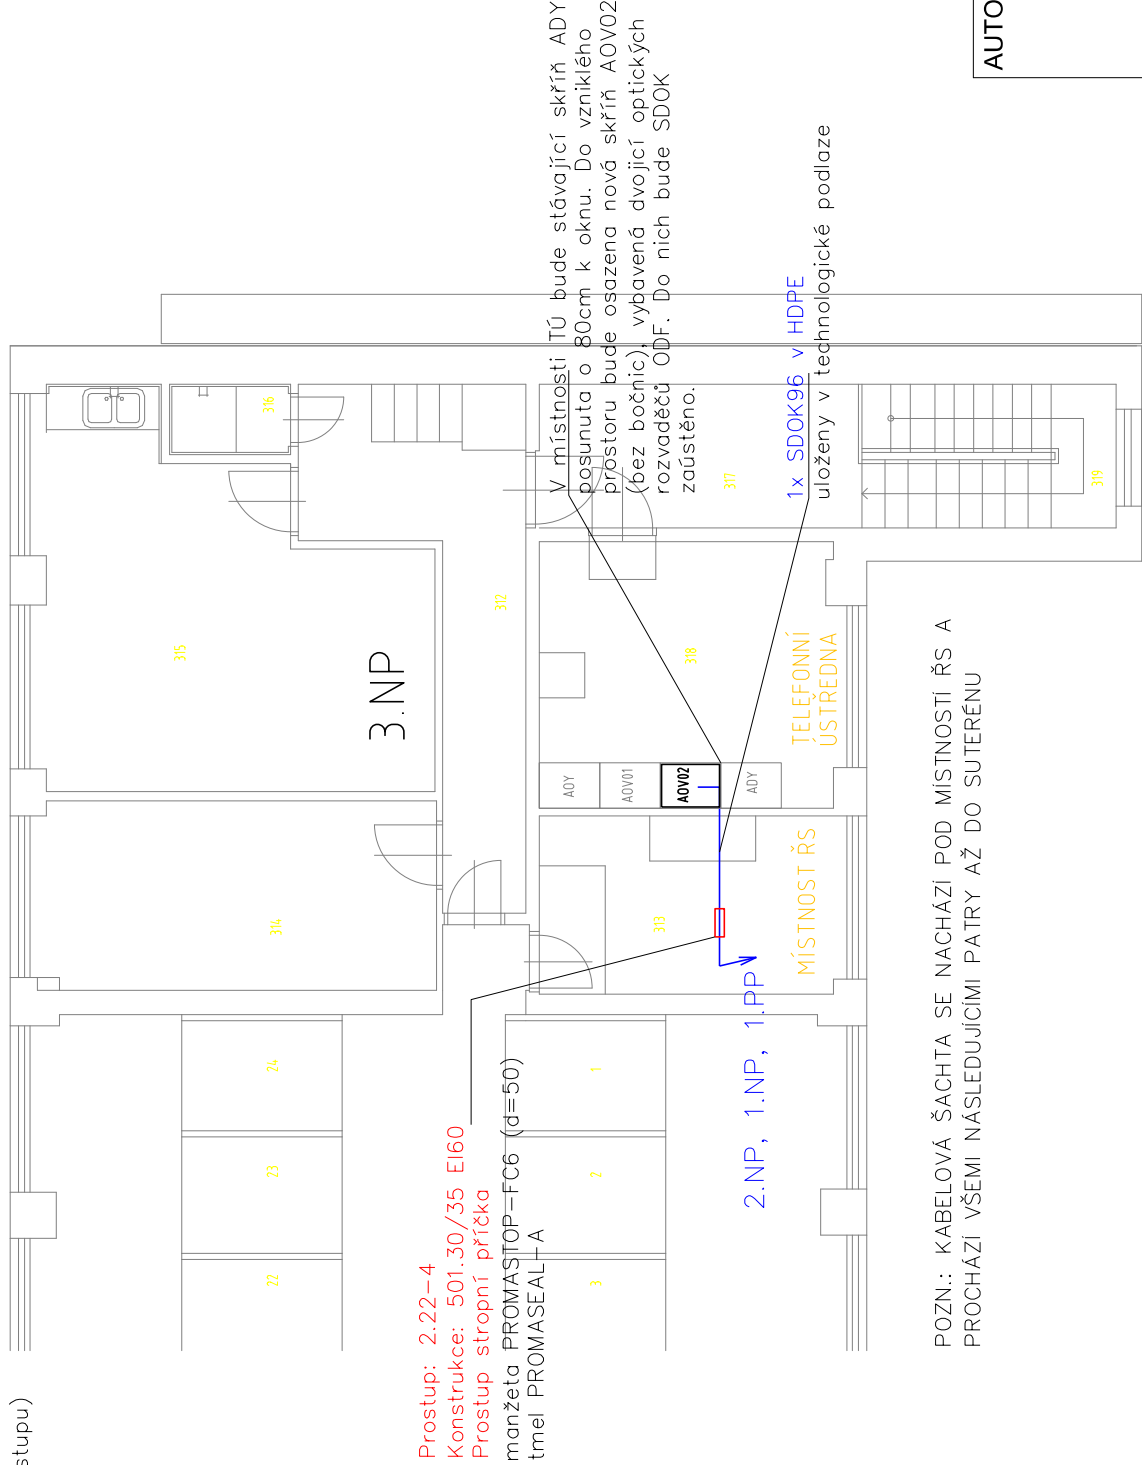 stupu)
Prostup: 2.22-4
Konstrukce: 501.30/35 EI60
Prostup stropní příčka
manžeta PROMASTOP-FC6 (d=50)
tmel PROMASEAL-A
3.NP
V místnosti TÚ bude stávající skříň ADY
posunuta o 80cm k oknu. Do vzniklého
prostoru bude osazena nová skříň AOV02
(bez bočnic), vybavená dvojicí optických
rozvaděčů ODF. Do nich bude SDOK
zaústěno.
1x SDOK96 v HDPE
uloženy v technologické podlaze
2.NP, 1.NP, 1.PP
TELEFONNÍ
ÚSTŘEDNA
MÍSTNOST ŘS
AOY
AOV01
AOV02
ADY
312
313
314
315
316
317
318
319
22
23
24
1
2
3
POZN.: KABELOVÁ ŠACHTA SE NACHÁZÍ POD MÍSTNOSTÍ ŘS A
PROCHÁZÍ VŠEMI NÁSLEDUJÍCÍMI PATRY AŽ DO SUTERÉNU
AUTO